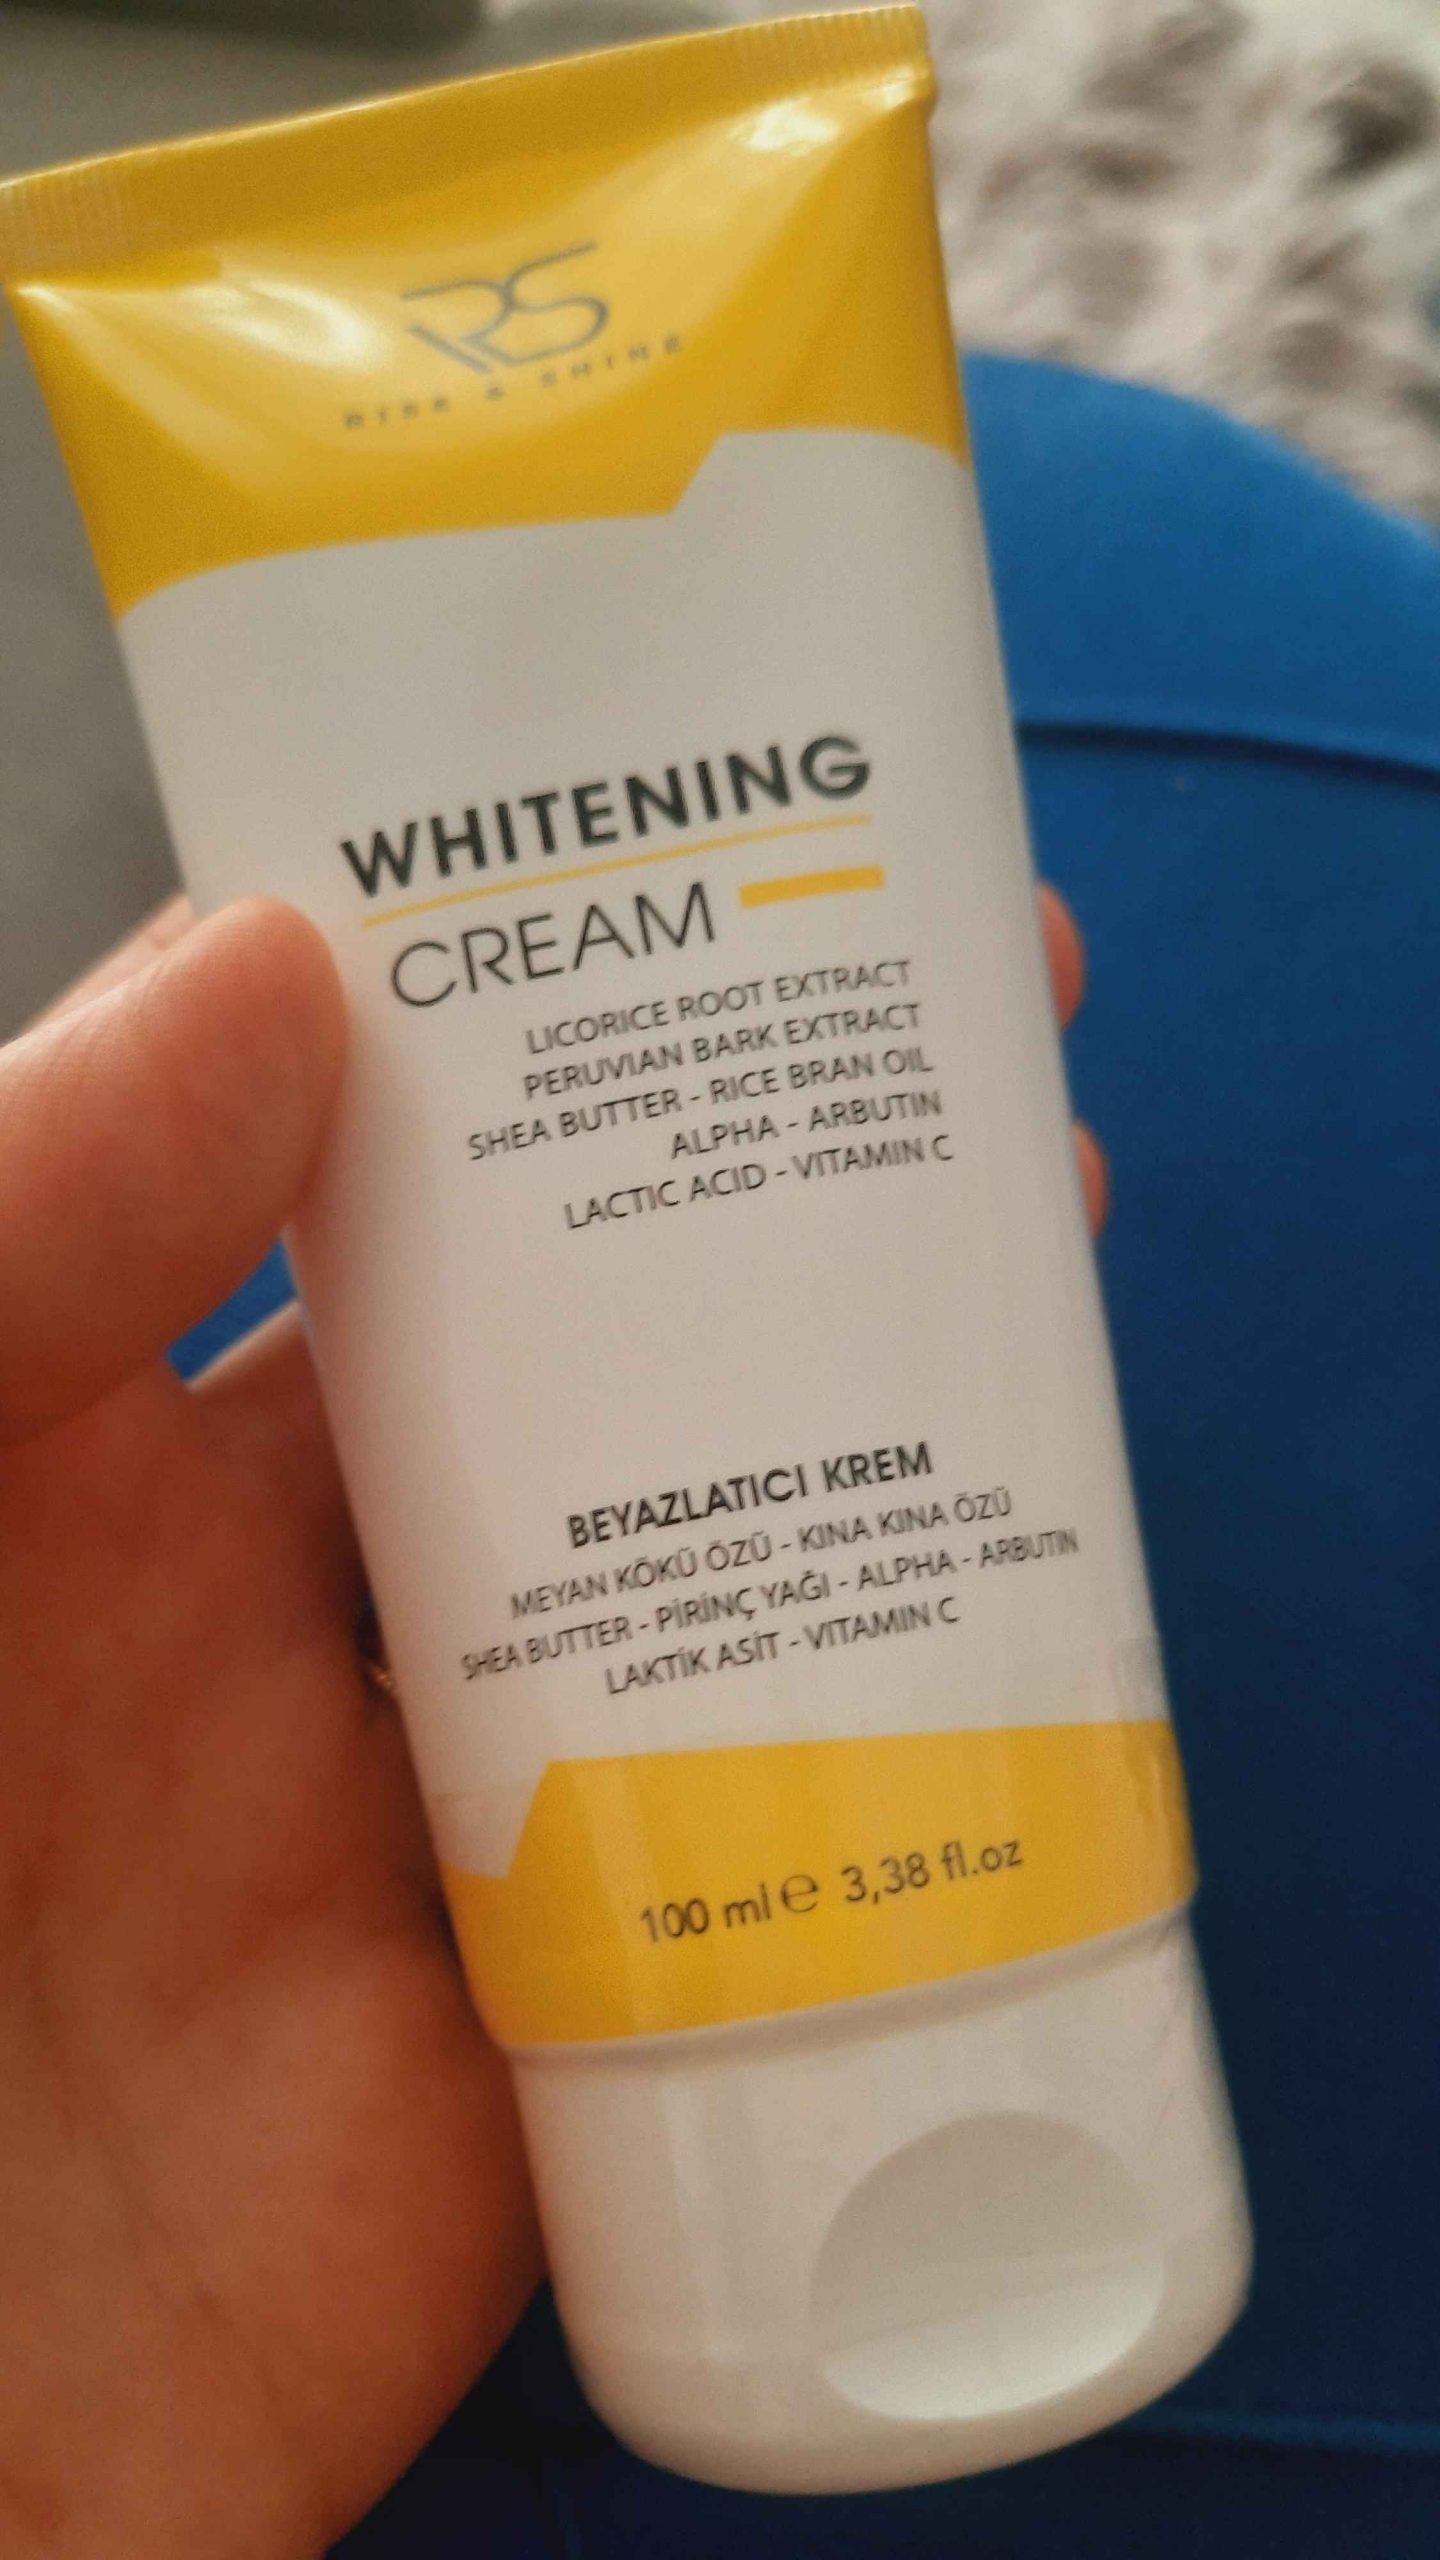 RS
RISE & SHINE
WHITENING
CREAM
LICORICE ROOT EXTRACT
PERUVIAN BARK EXTRACT
SHEA BUTTER - RICE BRAN OIL
ALPHA - ARBUTIN
LACTIC ACID - VITAMIN C
BEYAZLATICI KREM
MEYAN KÖKÜ ÖZÜ - KINA KINA ÖZÜ
SHEA BUTTER - PİRİNÇ YAĞI - ALPHA - ARBUTIN
LAKTİK ASİT - VITAMIN C
100 ml ℮ 3,38 fl.oz